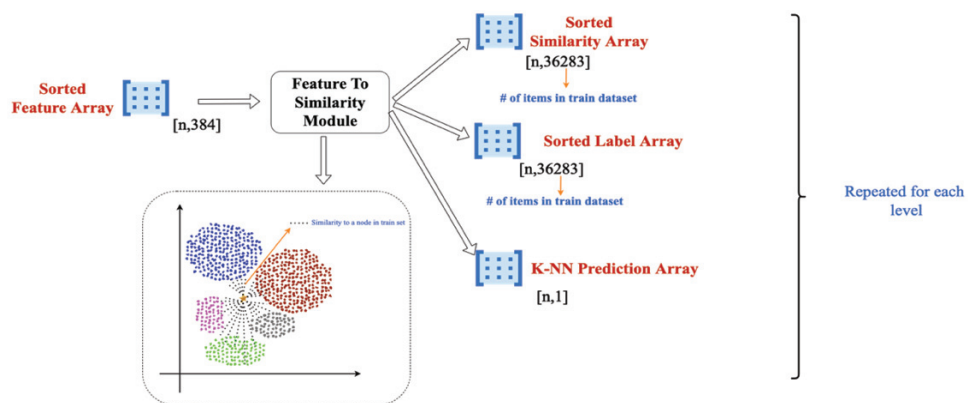 Sorted
Feature Array
[n,384]
Feature To
Similarity
Module
Sorted
Similarity Array
[n,36283]
# of items in train dataset
Sorted Label Array
[n,36283]
# of items in train dataset
K-NN Prediction Array
[n,1]
Repeated for each
level
Similarity to a node in train set